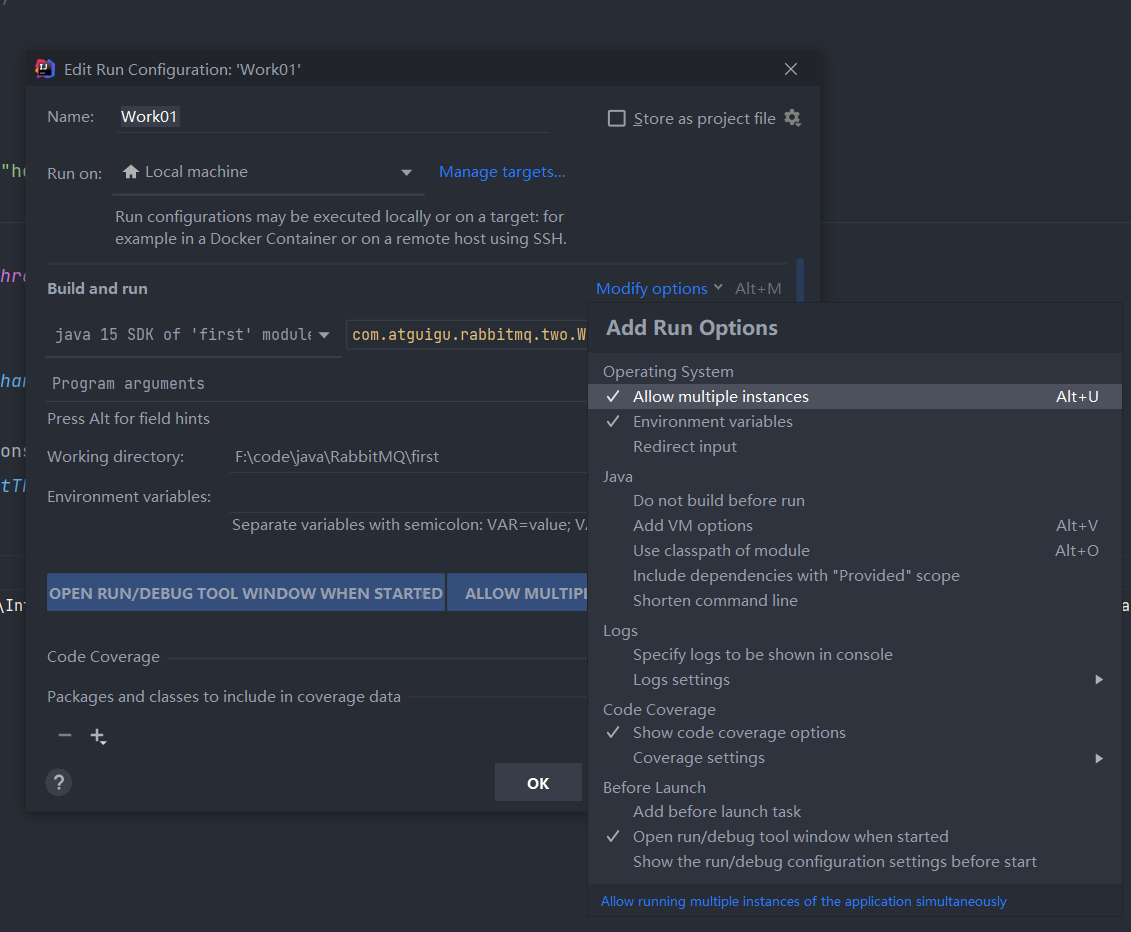 Edit Run Configuration: 'Work01'
Name: Work01
Store as project file
"he
Run on: Local machine Manage targets...
Run configurations may be executed locally or on a target: for
example in a Docker Container or on a remote host using SSH.
hre
Build and run
Modify options Alt+M
java 15 SDK of 'first' module com.atguigu.rabbitmq.two.W
Program arguments
Press Alt for field hints
Working directory: F:\code\java\RabbitMQ\first
Environment variables:
Separate variables with semicolon: VAR=value; VA
ons
tTh
\Int
OPEN RUN/DEBUG TOOL WINDOW WHEN STARTED ALLOW MULTIPL
Code Coverage
Packages and classes to include in coverage data
?
OK
Add Run Options
Operating System
Allow multiple instances Alt+U
Environment variables
Redirect input
Java
Do not build before run
Add VM options Alt+V
Use classpath of module Alt+O
Include dependencies with "Provided" scope
Shorten command line
Logs
Specify logs to be shown in console
Logs settings
Code Coverage
Show code coverage options
Coverage settings
Before Launch
Add before launch task
Open run/debug tool window when started
Show the run/debug configuration settings before start
Allow running multiple instances of the application simultaneously